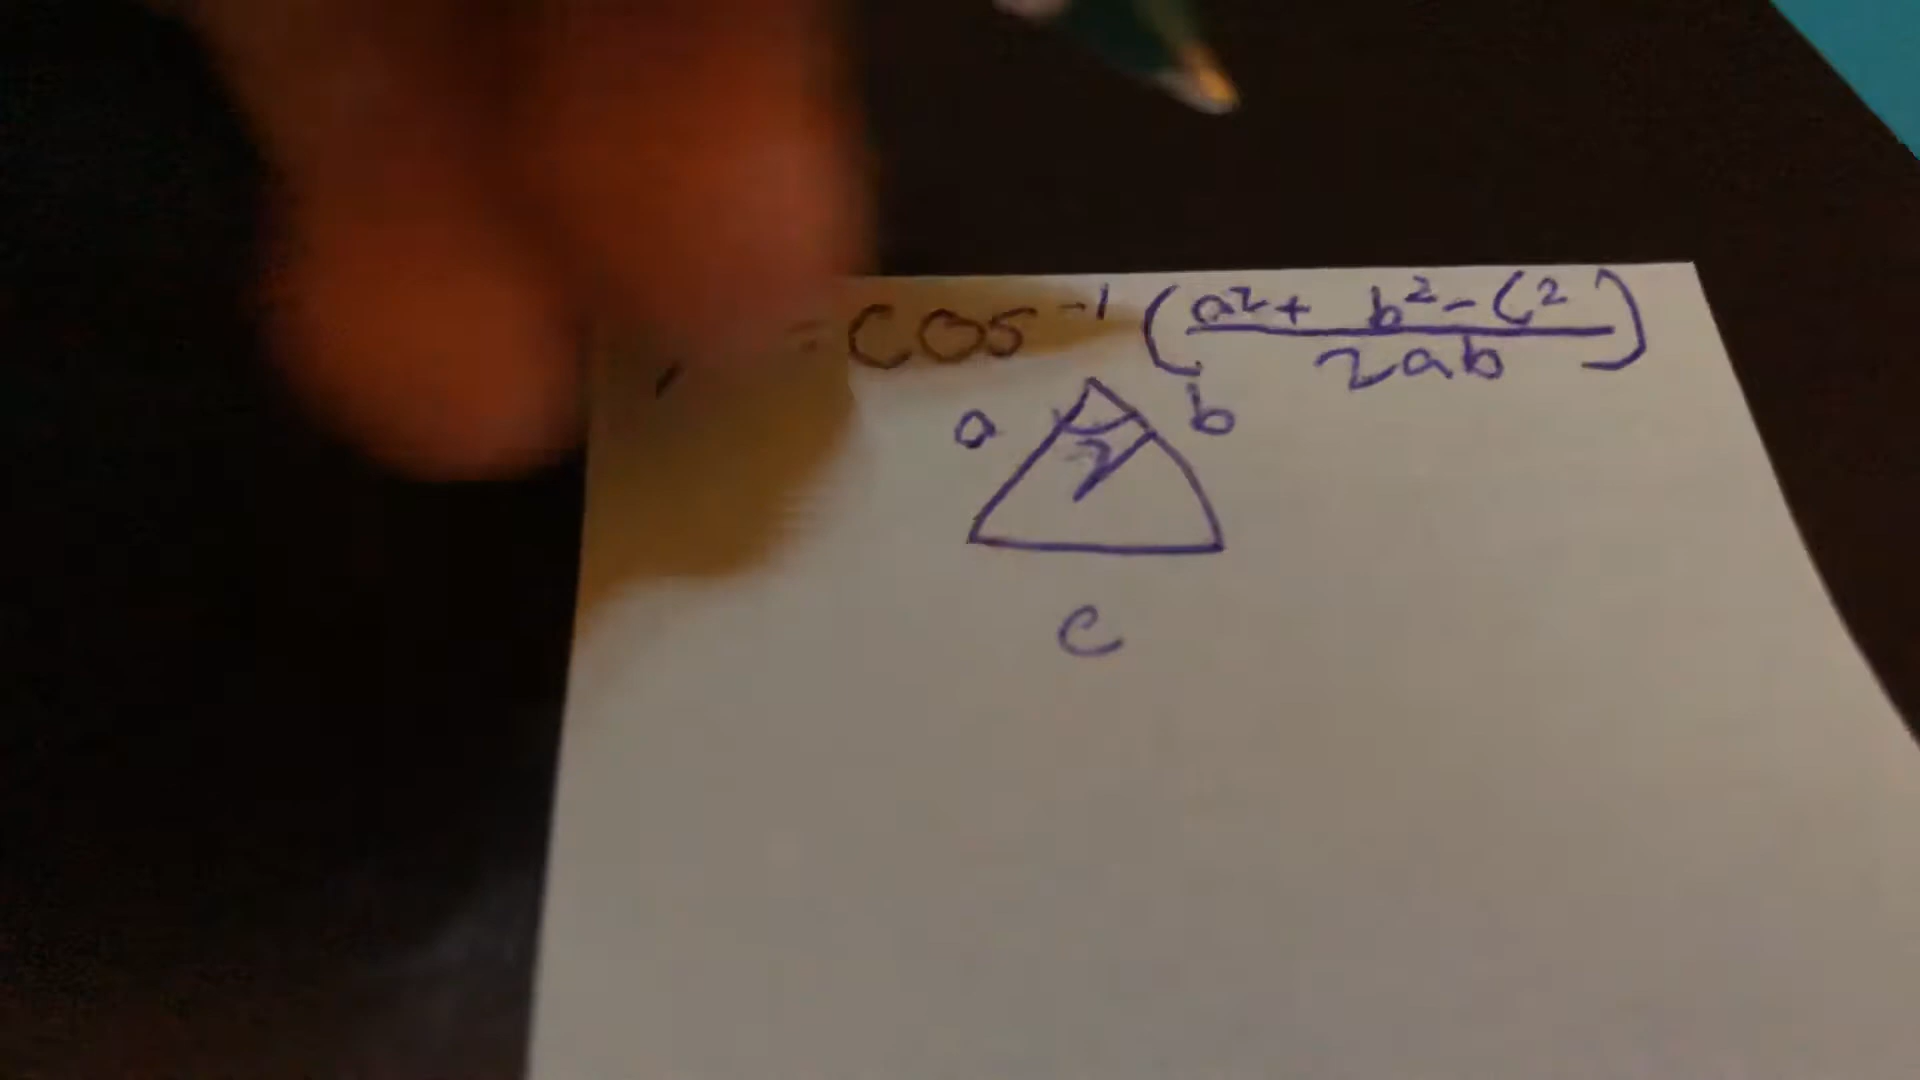 = cos⁻¹ (a² + b² - c² / 2ab)
a b
c